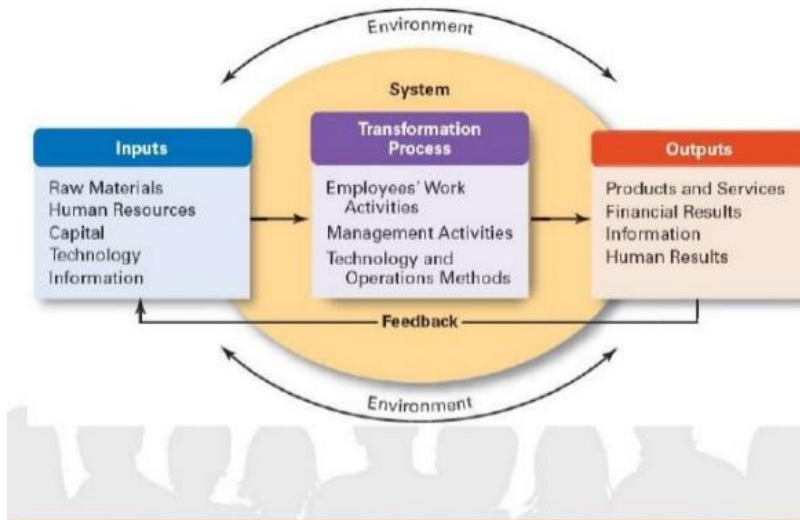 Environment
System
Inputs
Raw Materials
Human Resources
Capital
Technology
Information
Transformation
Process
Employees' Work
Activities
Management Activities
Technology and
Operations Methods
Outputs
Products and Services
Financial Results
Information
Human Results
Feedback
Environment